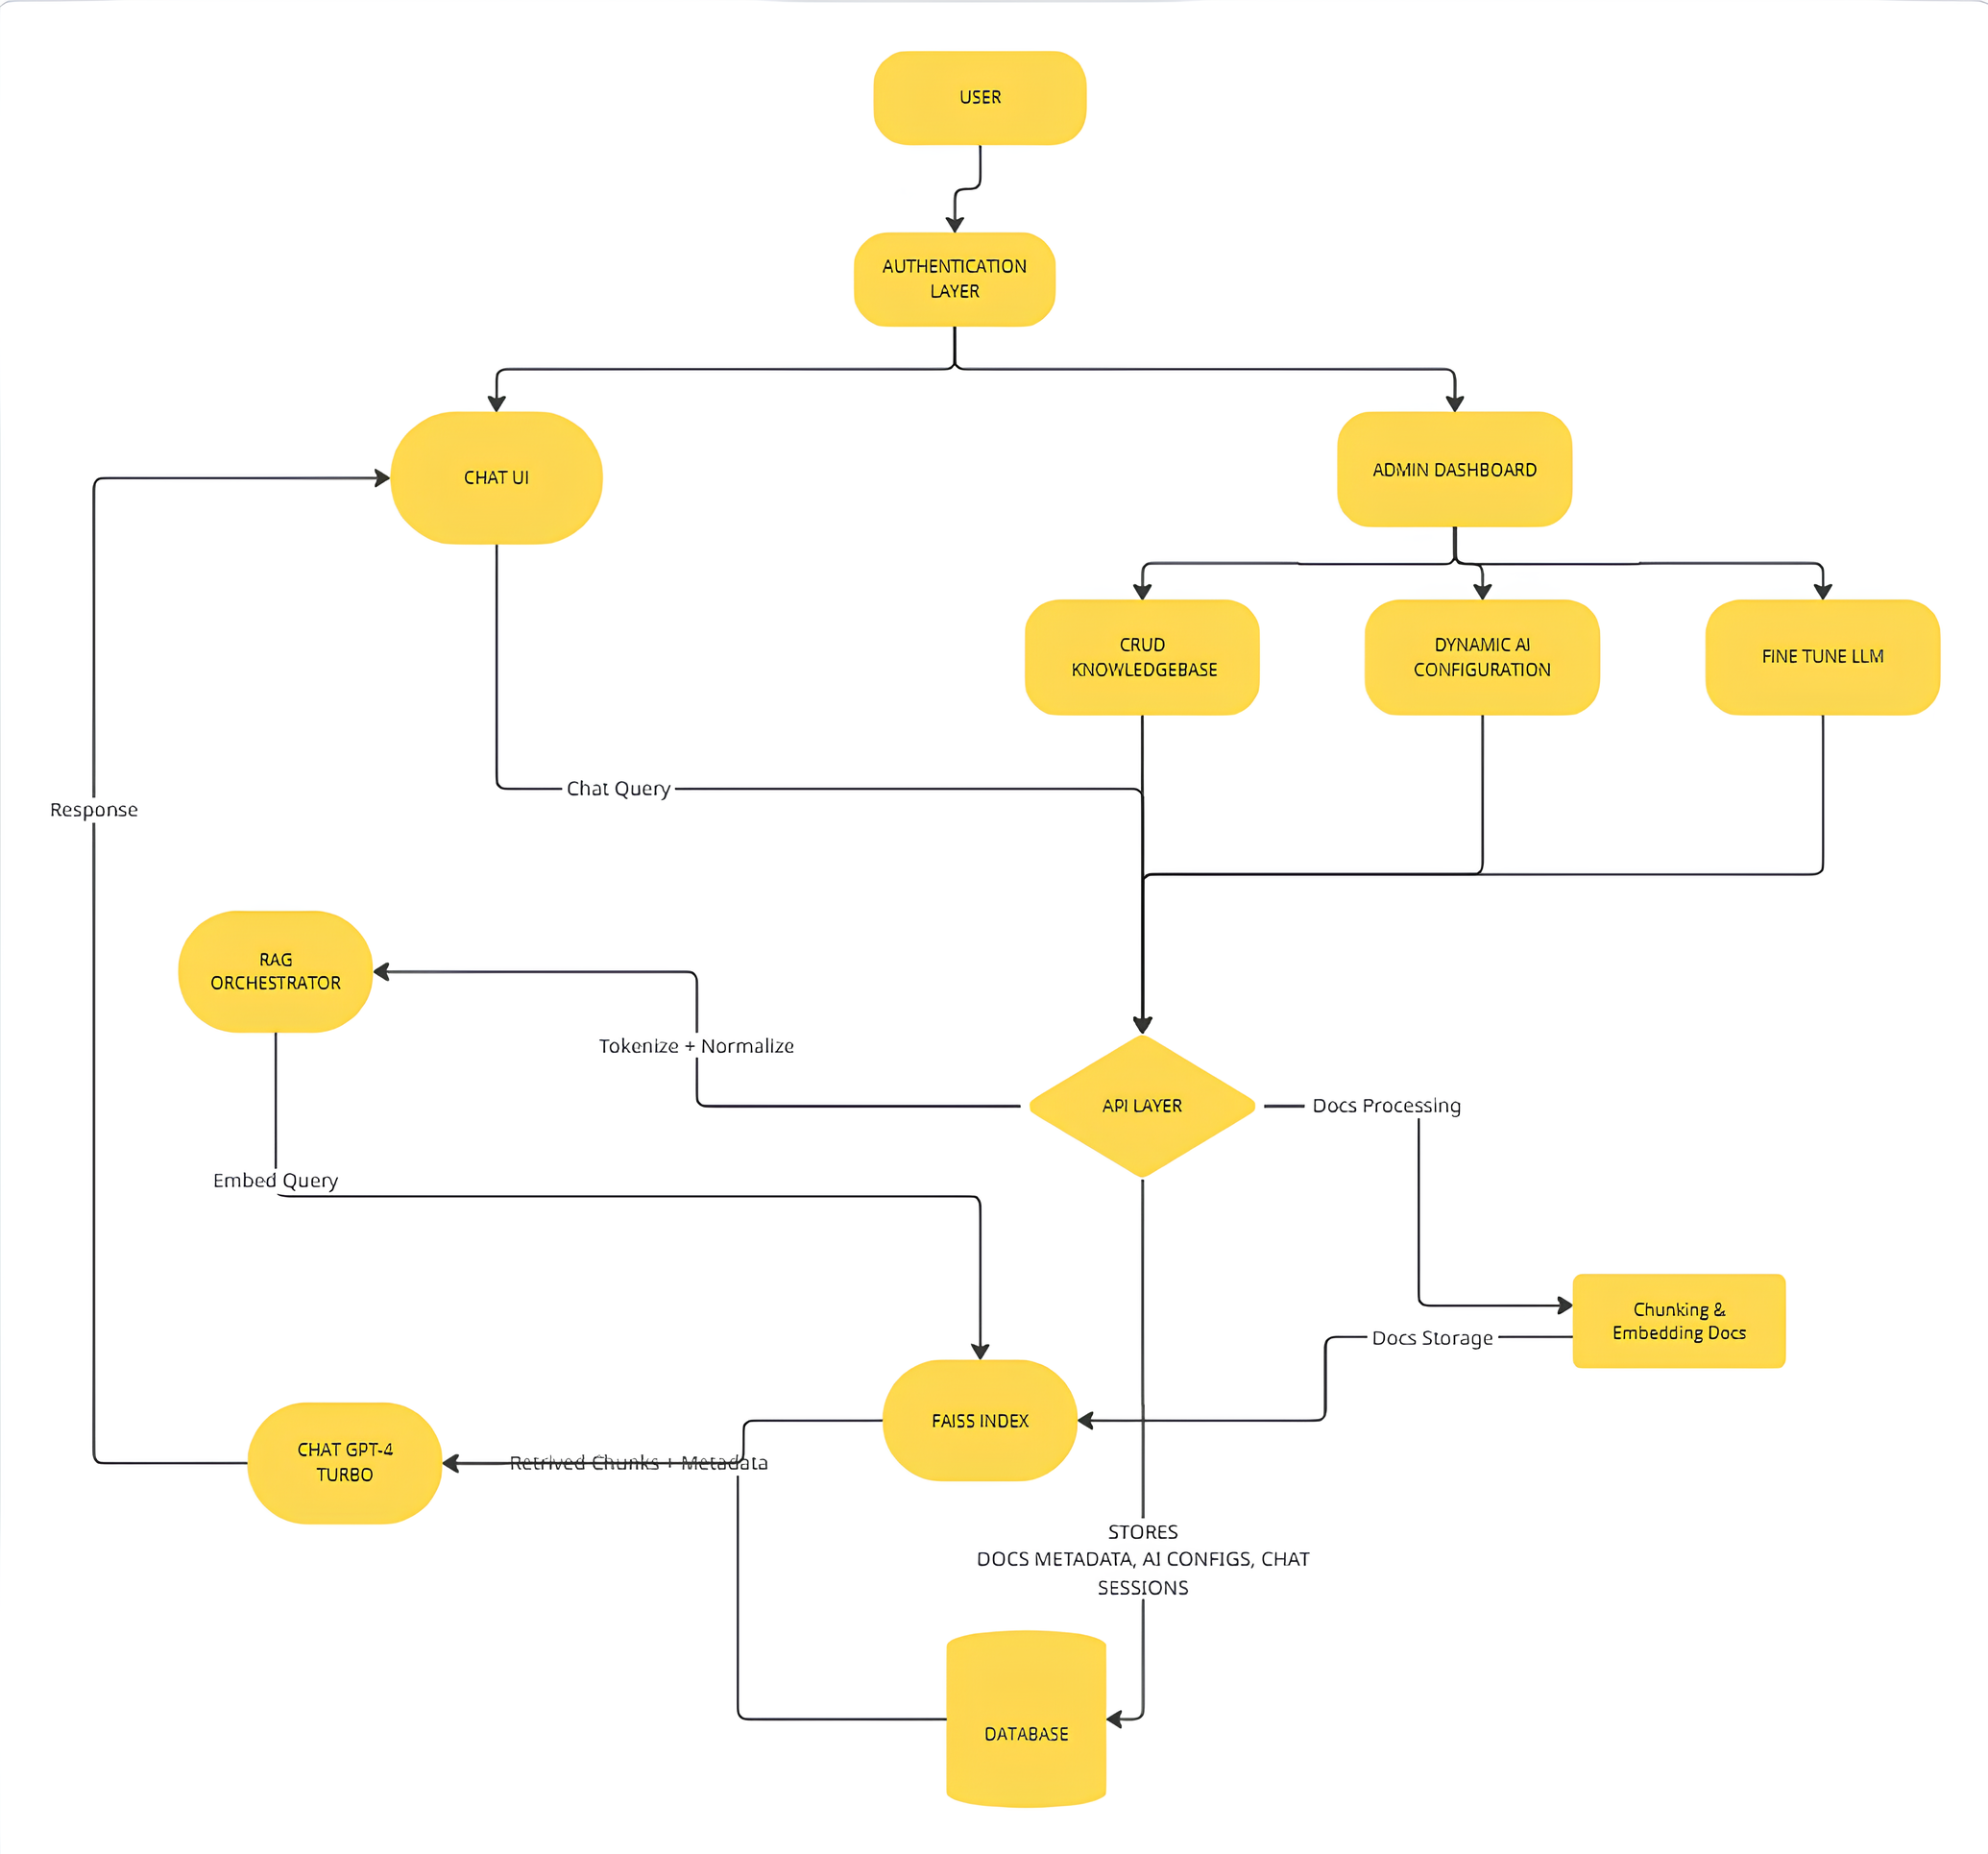 USER
AUTHENTICATION
LAYER
CHAT UI
ADMIN DASHBOARD
CRUD
KNOWLEDGEBASE
DYNAMIC AI
CONFIGURATION
FINE TUNE LLM
Chat Query
Response
RAG
ORCHESTRATOR
Tokenize + Normalize
API LAYER
Docs Processing
Embed Query
Chunking &
Embedding Docs
Docs Storage
FAISS INDEX
CHAT GPT-4
TURBO
Retrived Chunks + Metadata
STORES
DOCS METADATA, AI CONFIGS, CHAT
SESSIONS
DATABASE